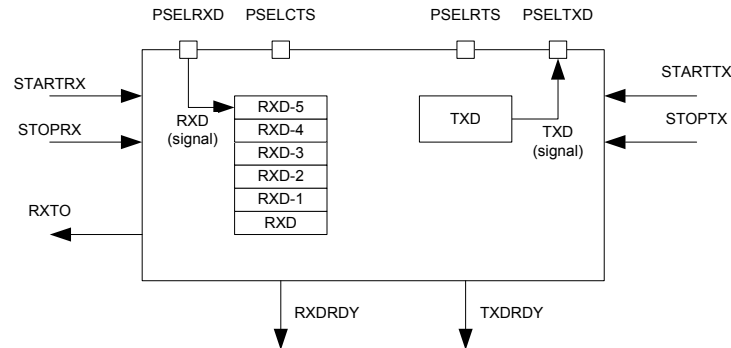 PSELRXD
PSELCTS
PSELRTS
PSELTXD
STARTRX
STOPRX
RXTO
RXD
(signal)
RXD-5
RXD-4
RXD-3
RXD-2
RXD-1
RXD
TXD
TXD
(signal)
STARTTX
STOPTX
RXDRDY
TXDRDY